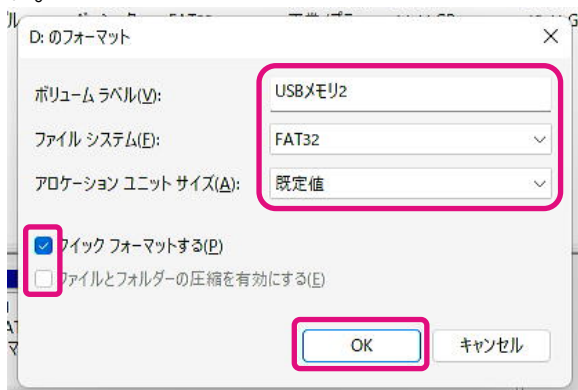 D: のフォーマット
ボリューム ラベル(V):
USBメモリ2
ファイル システム(F):
FAT32
アロケーション ユニット サイズ(A):
既定値
クイック フォーマットする(P)
ファイルとフォルダーの圧縮を有効にする(E)
OK
キャンセル